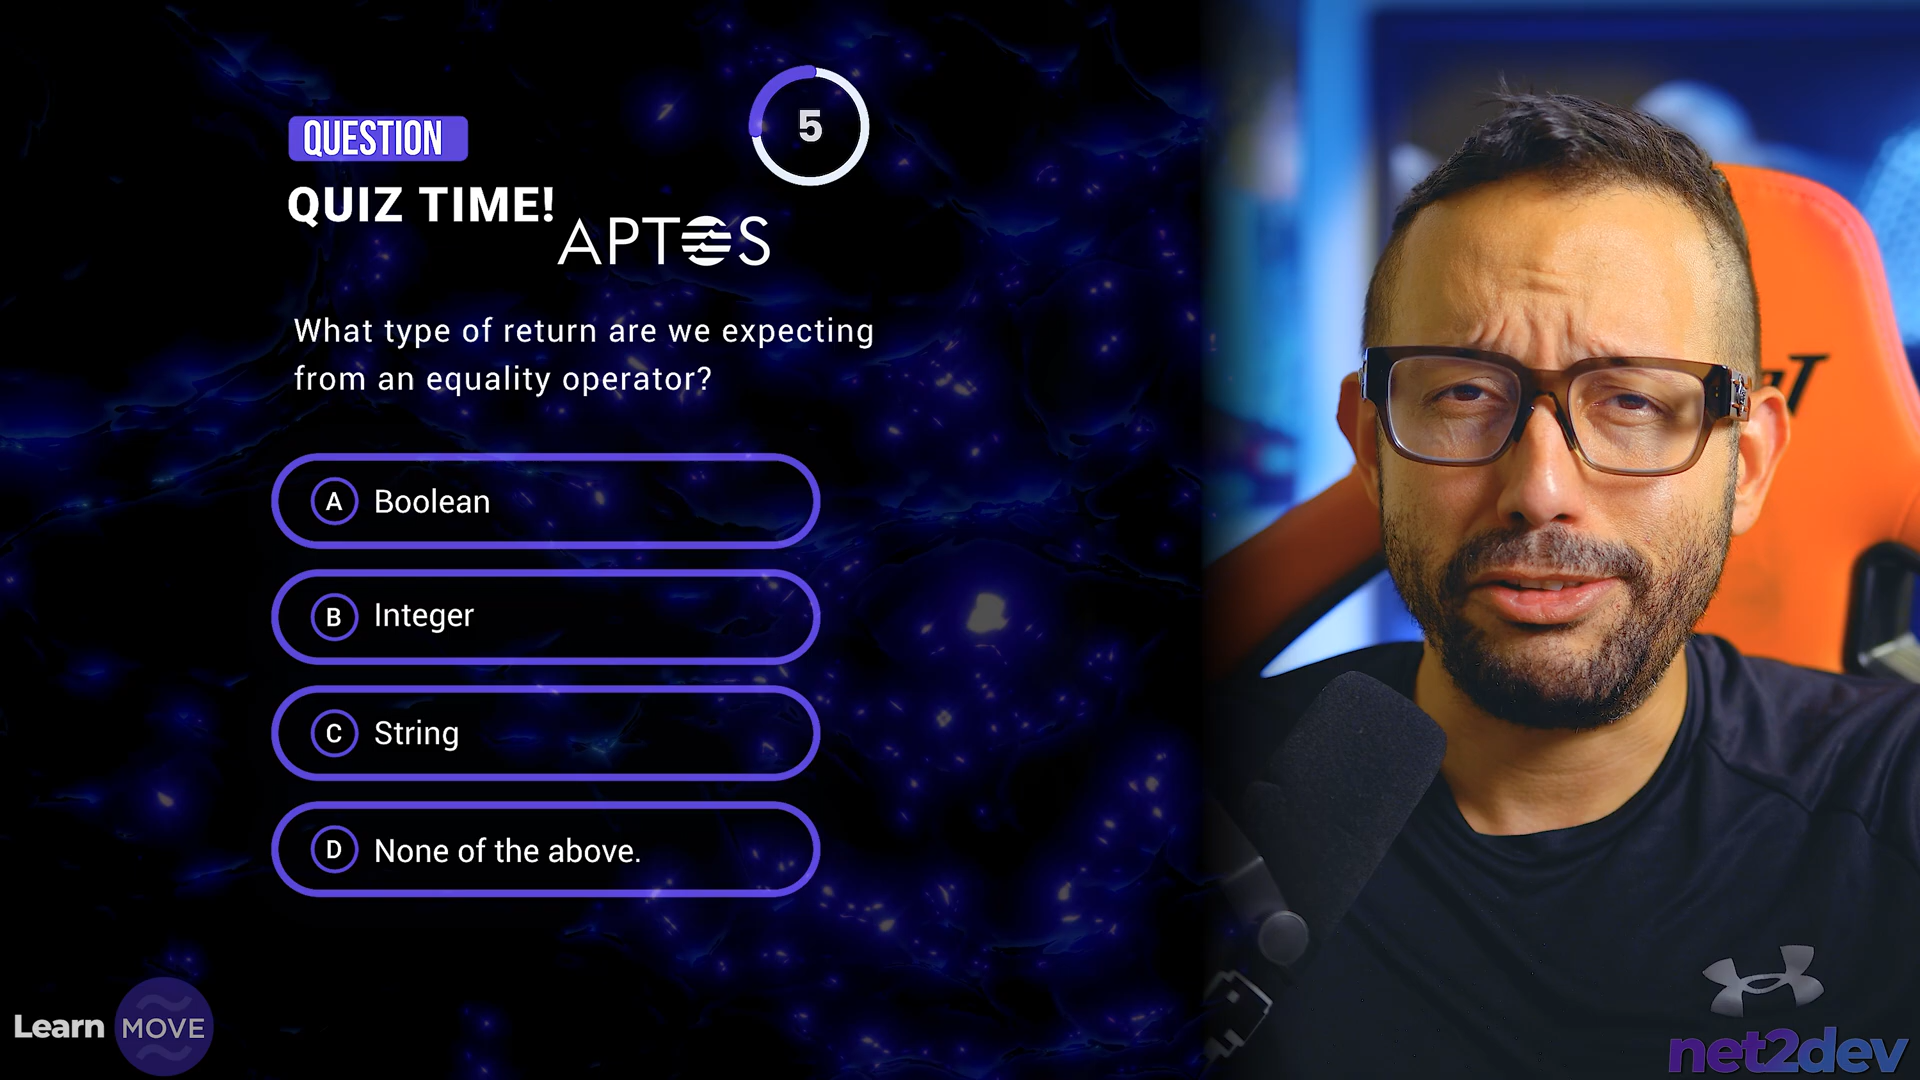 QUESTION
5
QUIZ TIME!
APTOS
What type of return are we expecting
from an equality operator?
A Boolean
B Integer
C String
D None of the above.
Learn MOVE
net2dev